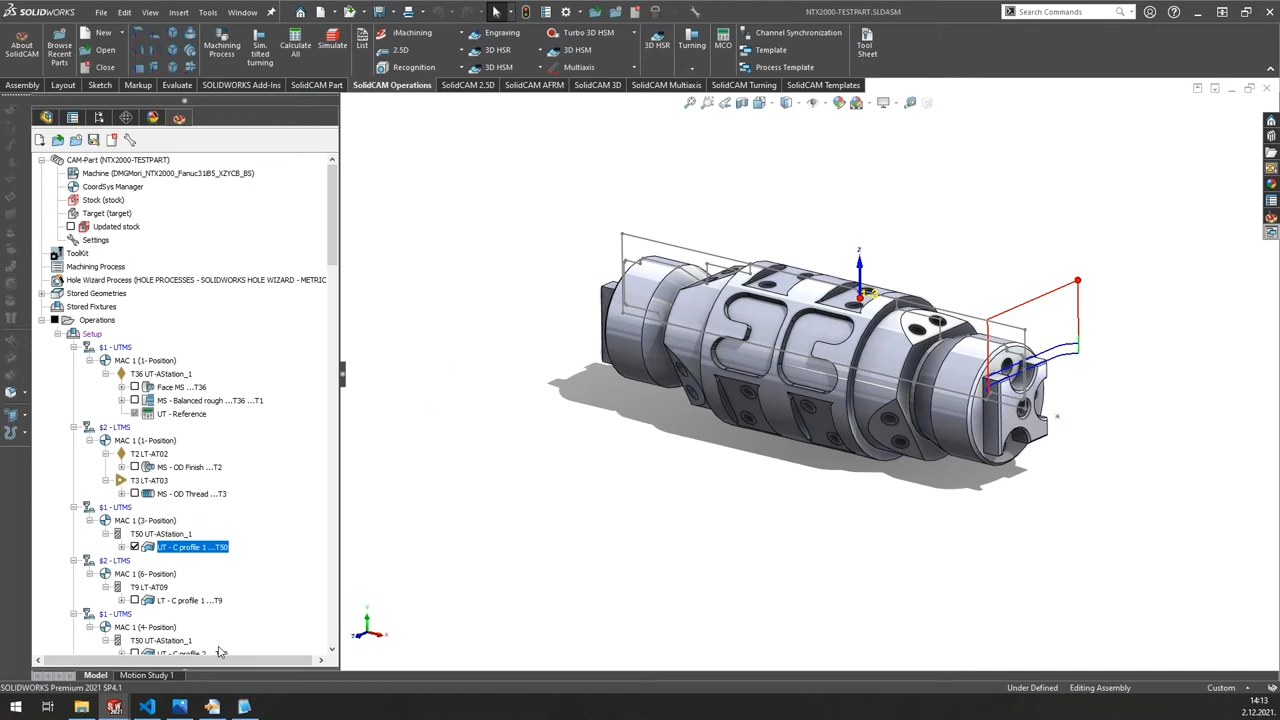 SOLIDWORKS File Edit View Insert Tools Window NTX2000-TESTPART.SLDASM Search Commands
About SolidCAM
Browse Recent Parts
New
Open
Close
Machining Process
Sim. tilted turning
Calculate All
Simulate
List
iMachining
2.5D
Recognition
Engraving
3D HSR
3D HSM
Turbo 3D HSM
3D HSM
Multiaxis
3D HSR
Turning
MCO
Channel Synchronization
Template
Process Template
Tool Sheet
Assembly Layout Sketch Markup Evaluate SOLIDWORKS Add-Ins SolidCAM Part SolidCAM Operations SolidCAM 2.5D SolidCAM AFRM SolidCAM 3D SolidCAM Multiaxis SolidCAM Turning SolidCAM Templates
CAM-Part (NTX2000-TESTPART)
Machine (DMGMori_NTX2000_Fanuc31iB5_XZYCB_BS)
CoordSys Manager
Stock (stock)
Target (target)
Updated stock
Settings
ToolKit
Machining Process
Hole Wizard Process (HOLE PROCESSES - SOLIDWORKS HOLE WIZARD - METRIC
Stored Geometries
Stored Fixtures
Operations
Setup
$1 - UTMS
MAC 1 (1- Position)
T36 UT-AStation_1
Face MS ...T36
MS - Balanced rough ...T36 ...T1
UT - Reference
$2 - LTMS
MAC 1 (1- Position)
T2 LT-AT02
MS - OD Finish ...T2
T3 LT-AT03
MS - OD Thread ...T3
$1 - UTMS
MAC 1 (3- Position)
T50 UT-AStation_1
UT - C profile 1 ...T50
$2 - LTMS
MAC 1 (6- Position)
T9 LT-AT09
LT - C profile 1 ...T9
$1 - UTMS
MAC 1 (4- Position)
T50 UT-AStation_1
UT - C profile 2
z
Y
X
Z
Model Motion Study 1
SOLIDWORKS Premium 2021 SP4.1 Under Defined Editing Assembly Custom
2021
14:13
2.12.2021.